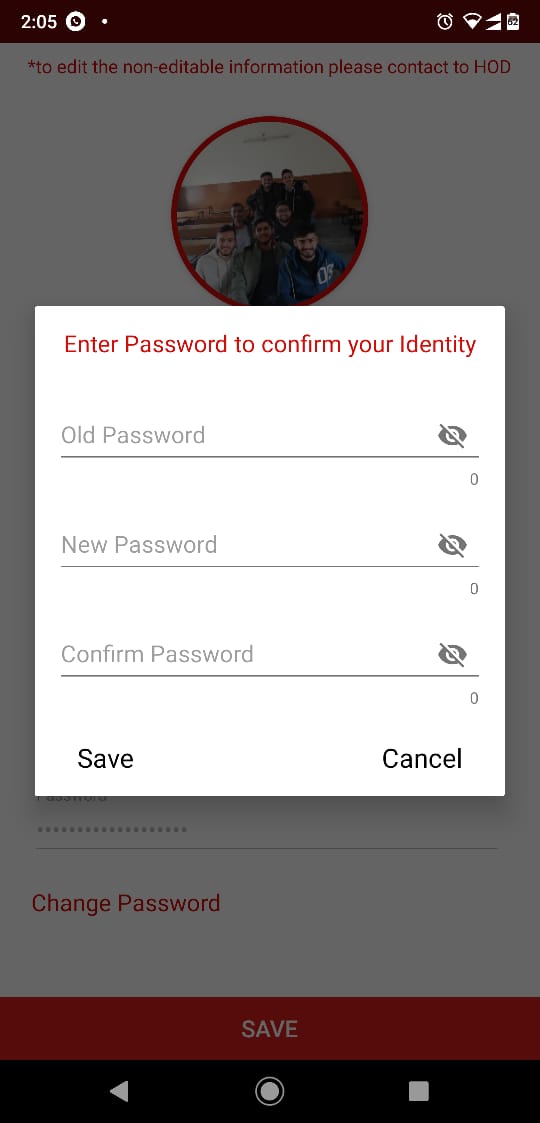 2:05
62
*to edit the non-editable information please contact to HOD
Enter Password to confirm your Identity
Old Password
0
New Password
0
Confirm Password
0
Save
Cancel
Password
•••••••••••••••••••
Change Password
SAVE